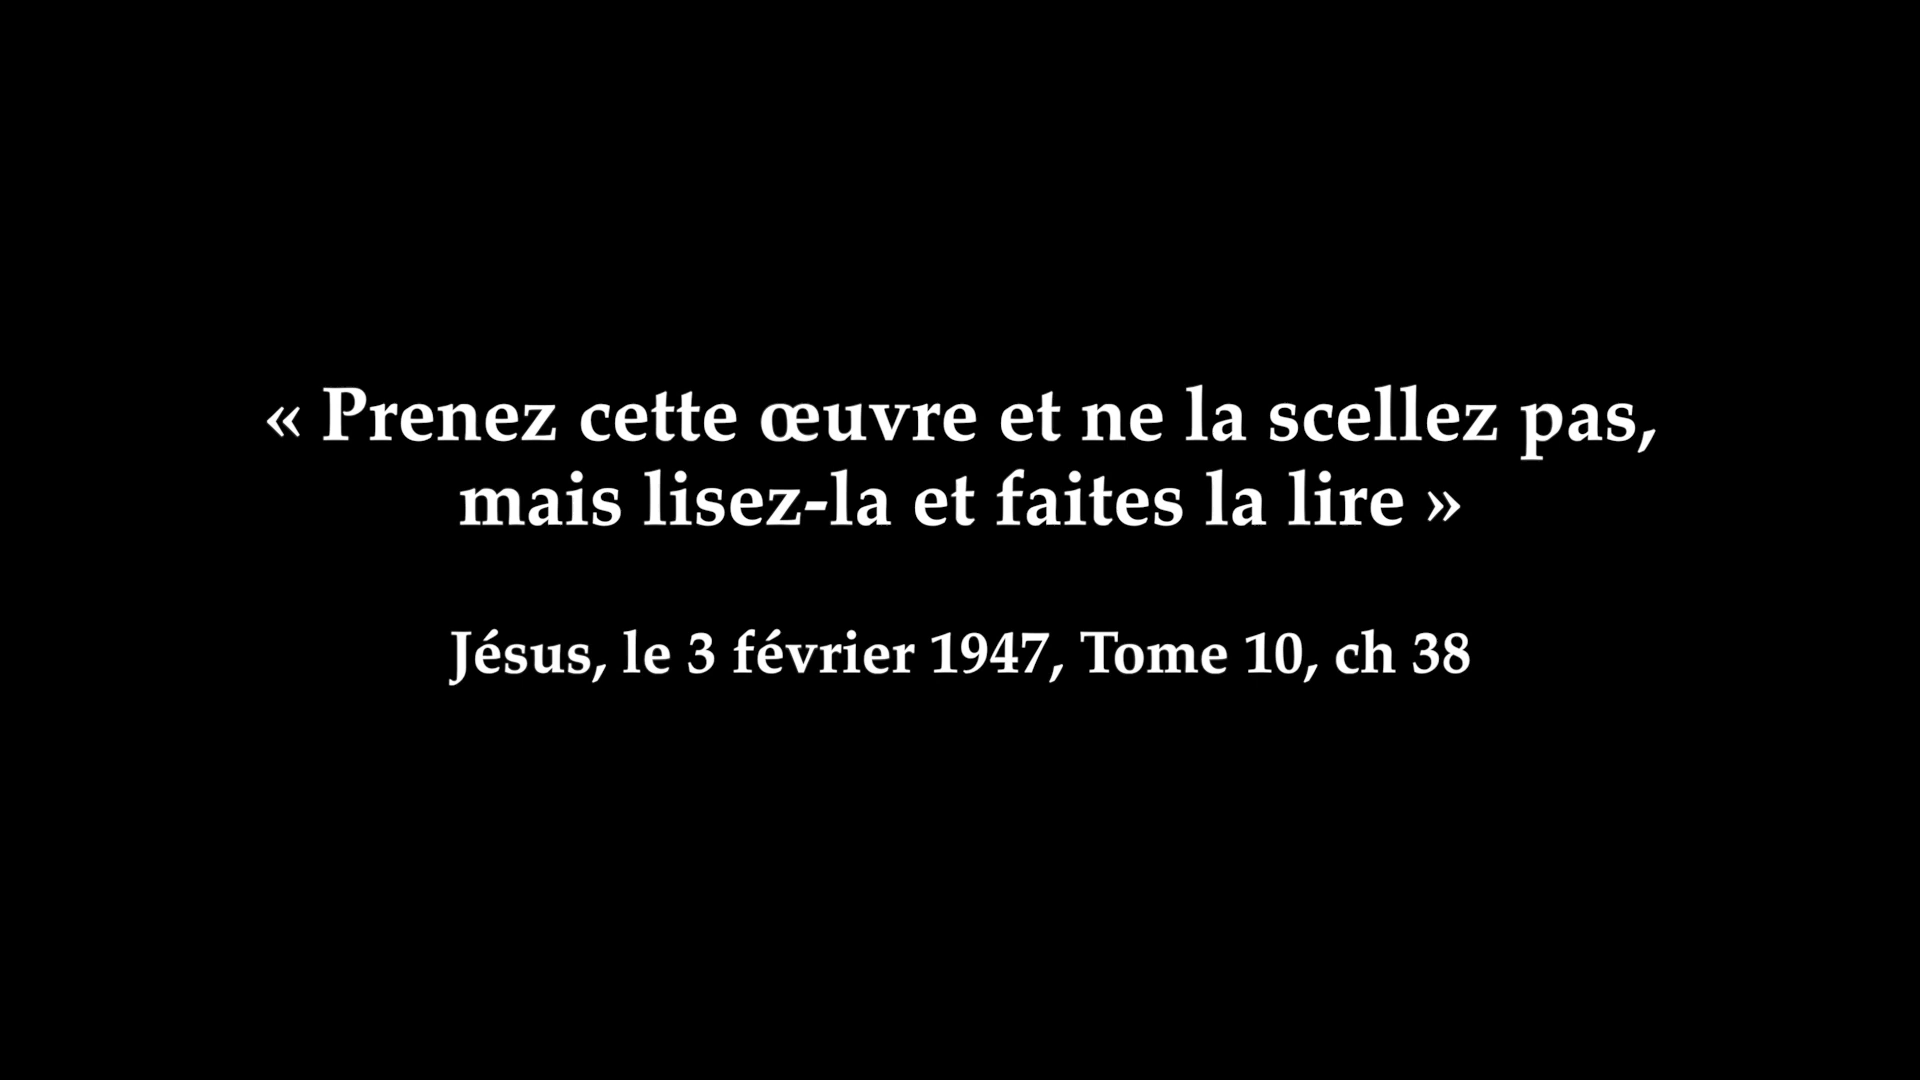 « Prenez cette œuvre et ne la scellez pas,
mais lisez-la et faites la lire »
Jésus, le 3 février 1947, Tome 10, ch 38